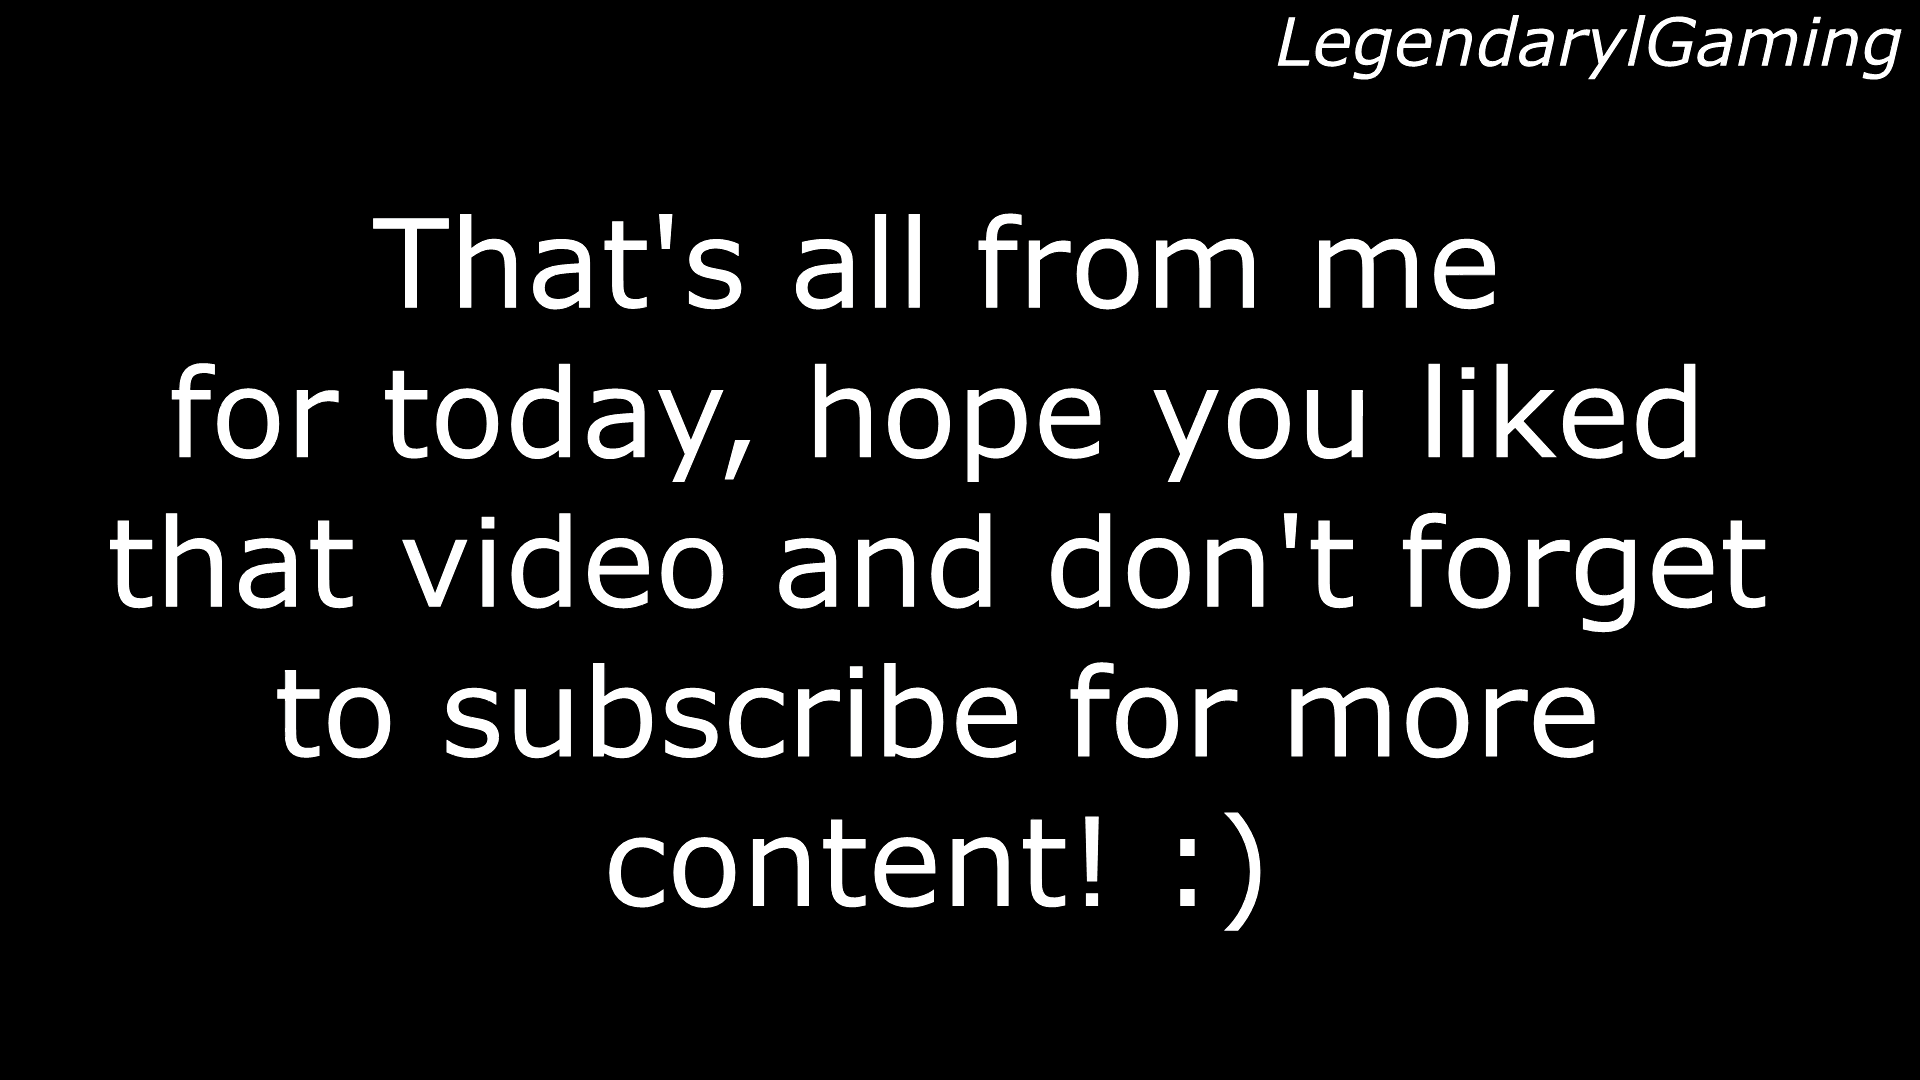 LegendarylGaming
That's all from me
for today, hope you liked
that video and don't forget
to subscribe for more
content! :)